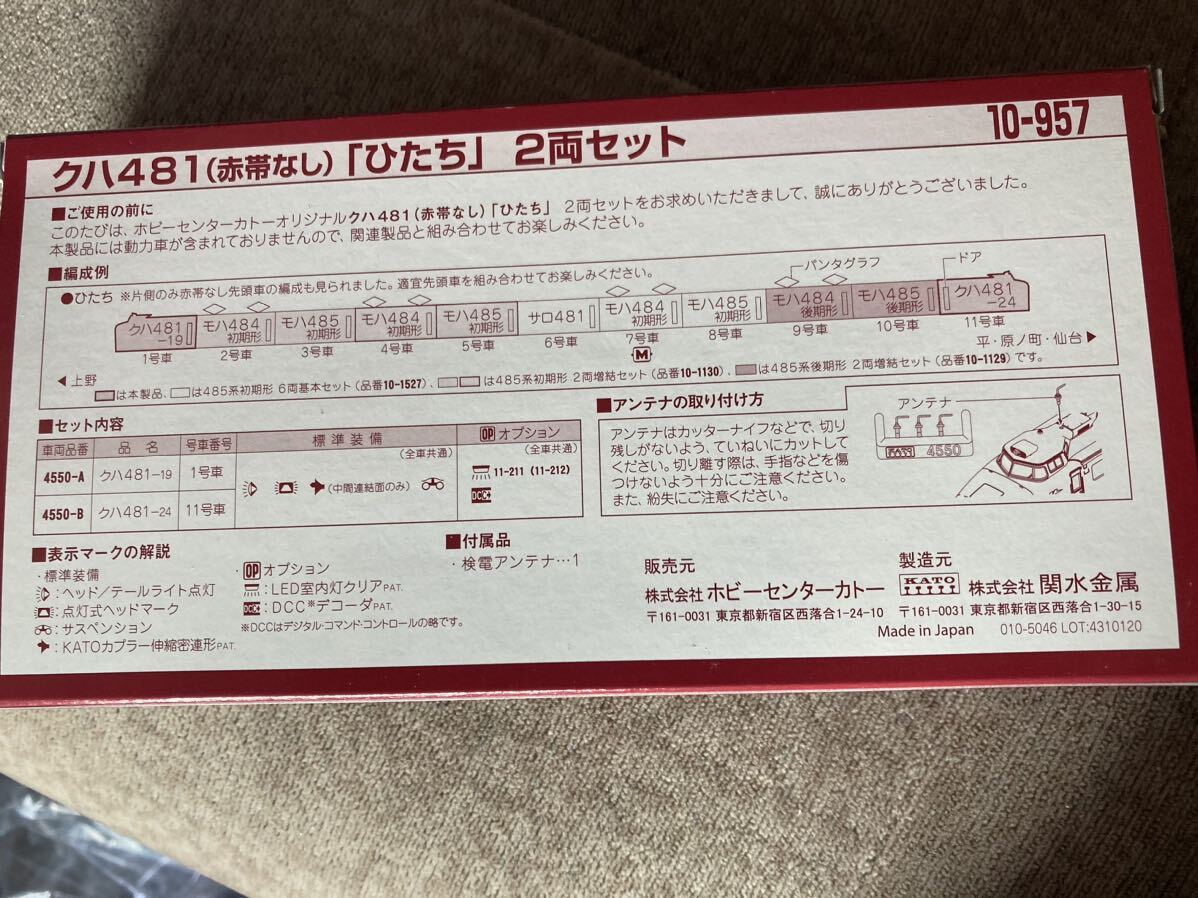 クハ481(赤帯なし)「ひたち」 2両セット
10-957
■ご使用の前に
このたびは、ホビーセンターカトーオリジナルクハ481(赤帯なし)「ひたち」 2両セットをお求めいただきまして、誠にありがとうございました。
本製品には動力車が含まれておりませんので、関連製品と組み合わせてお楽しみください。
■編成例
●ひたち ※片側のみ赤帯なし先頭車の編成も見られました。適宜先頭車を組み合わせてお楽しみください。
パンタグラフ
ドア
クハ481 -19
モハ484 初期形
モハ485 初期形
モハ484 初期形
モハ485 初期形
サロ481
モハ484 初期形
モハ485 初期形
モハ484 後期形
モハ485 後期形
クハ481 -24
1号車 2号車 3号車 4号車 5号車 6号車 7号車 8号車 9号車 10号車 11号車
M
◀上野
平・原ノ町・仙台▶
は本製品、は485系初期形 6両基本セット(品番10-1527)、は485系初期形 2両増結セット(品番10-1130)、は485系後期形 2両増結セット(品番10-1129)です。
■セット内容
車両品番 品 名 号車番号 標準装備 (全車共通) OPオプション (全車共通)
4550-A クハ481-19 1号車
4550-B クハ481-24 11号車
(中間連結面のみ)
11-211 (11-212)
DCC
■アンテナの取り付け方
アンテナはカッターナイフなどで、切り
残しがないよう、ていねいにカットして
ください。切り離す際は、手指などを傷
つけないよう十分にご注意ください。
また、紛失にご注意ください。
アンテナ
KATO 4550
■表示マークの解説
・標準装備
:ヘッド/テールライト点灯
:点灯式ヘッドマーク
:サスペンション
:KATOカプラー伸縮密連形PAT.
・OPオプション
:LED室内灯クリアPAT.
DCC:DCC※デコーダPAT.
※DCCはデジタル・コマンド・コントロールの略です。
■付属品
・検電アンテナ…1
販売元
株式会社 ホビーセンターカトー
〒161-0031 東京都新宿区西落合1-24-10
製造元
KATO 株式会社 関水金属
〒161-0031 東京都新宿区西落合1-30-15
Made in Japan 010-5046 LOT:4310120